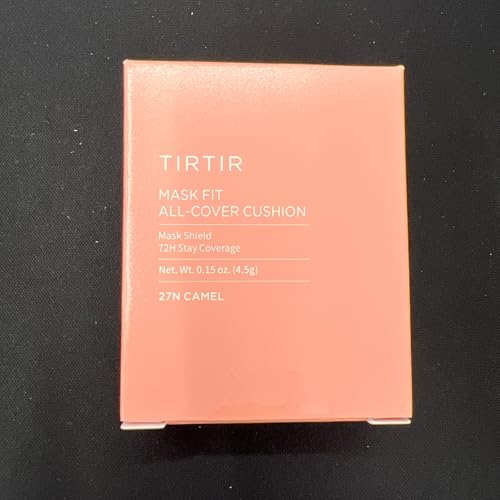 TIRTIR
MASK FIT
ALL-COVER CUSHION
Mask Shield
72H Stay Coverage
Net. Wt. 0.15 oz. (4.5g)
27N CAMEL